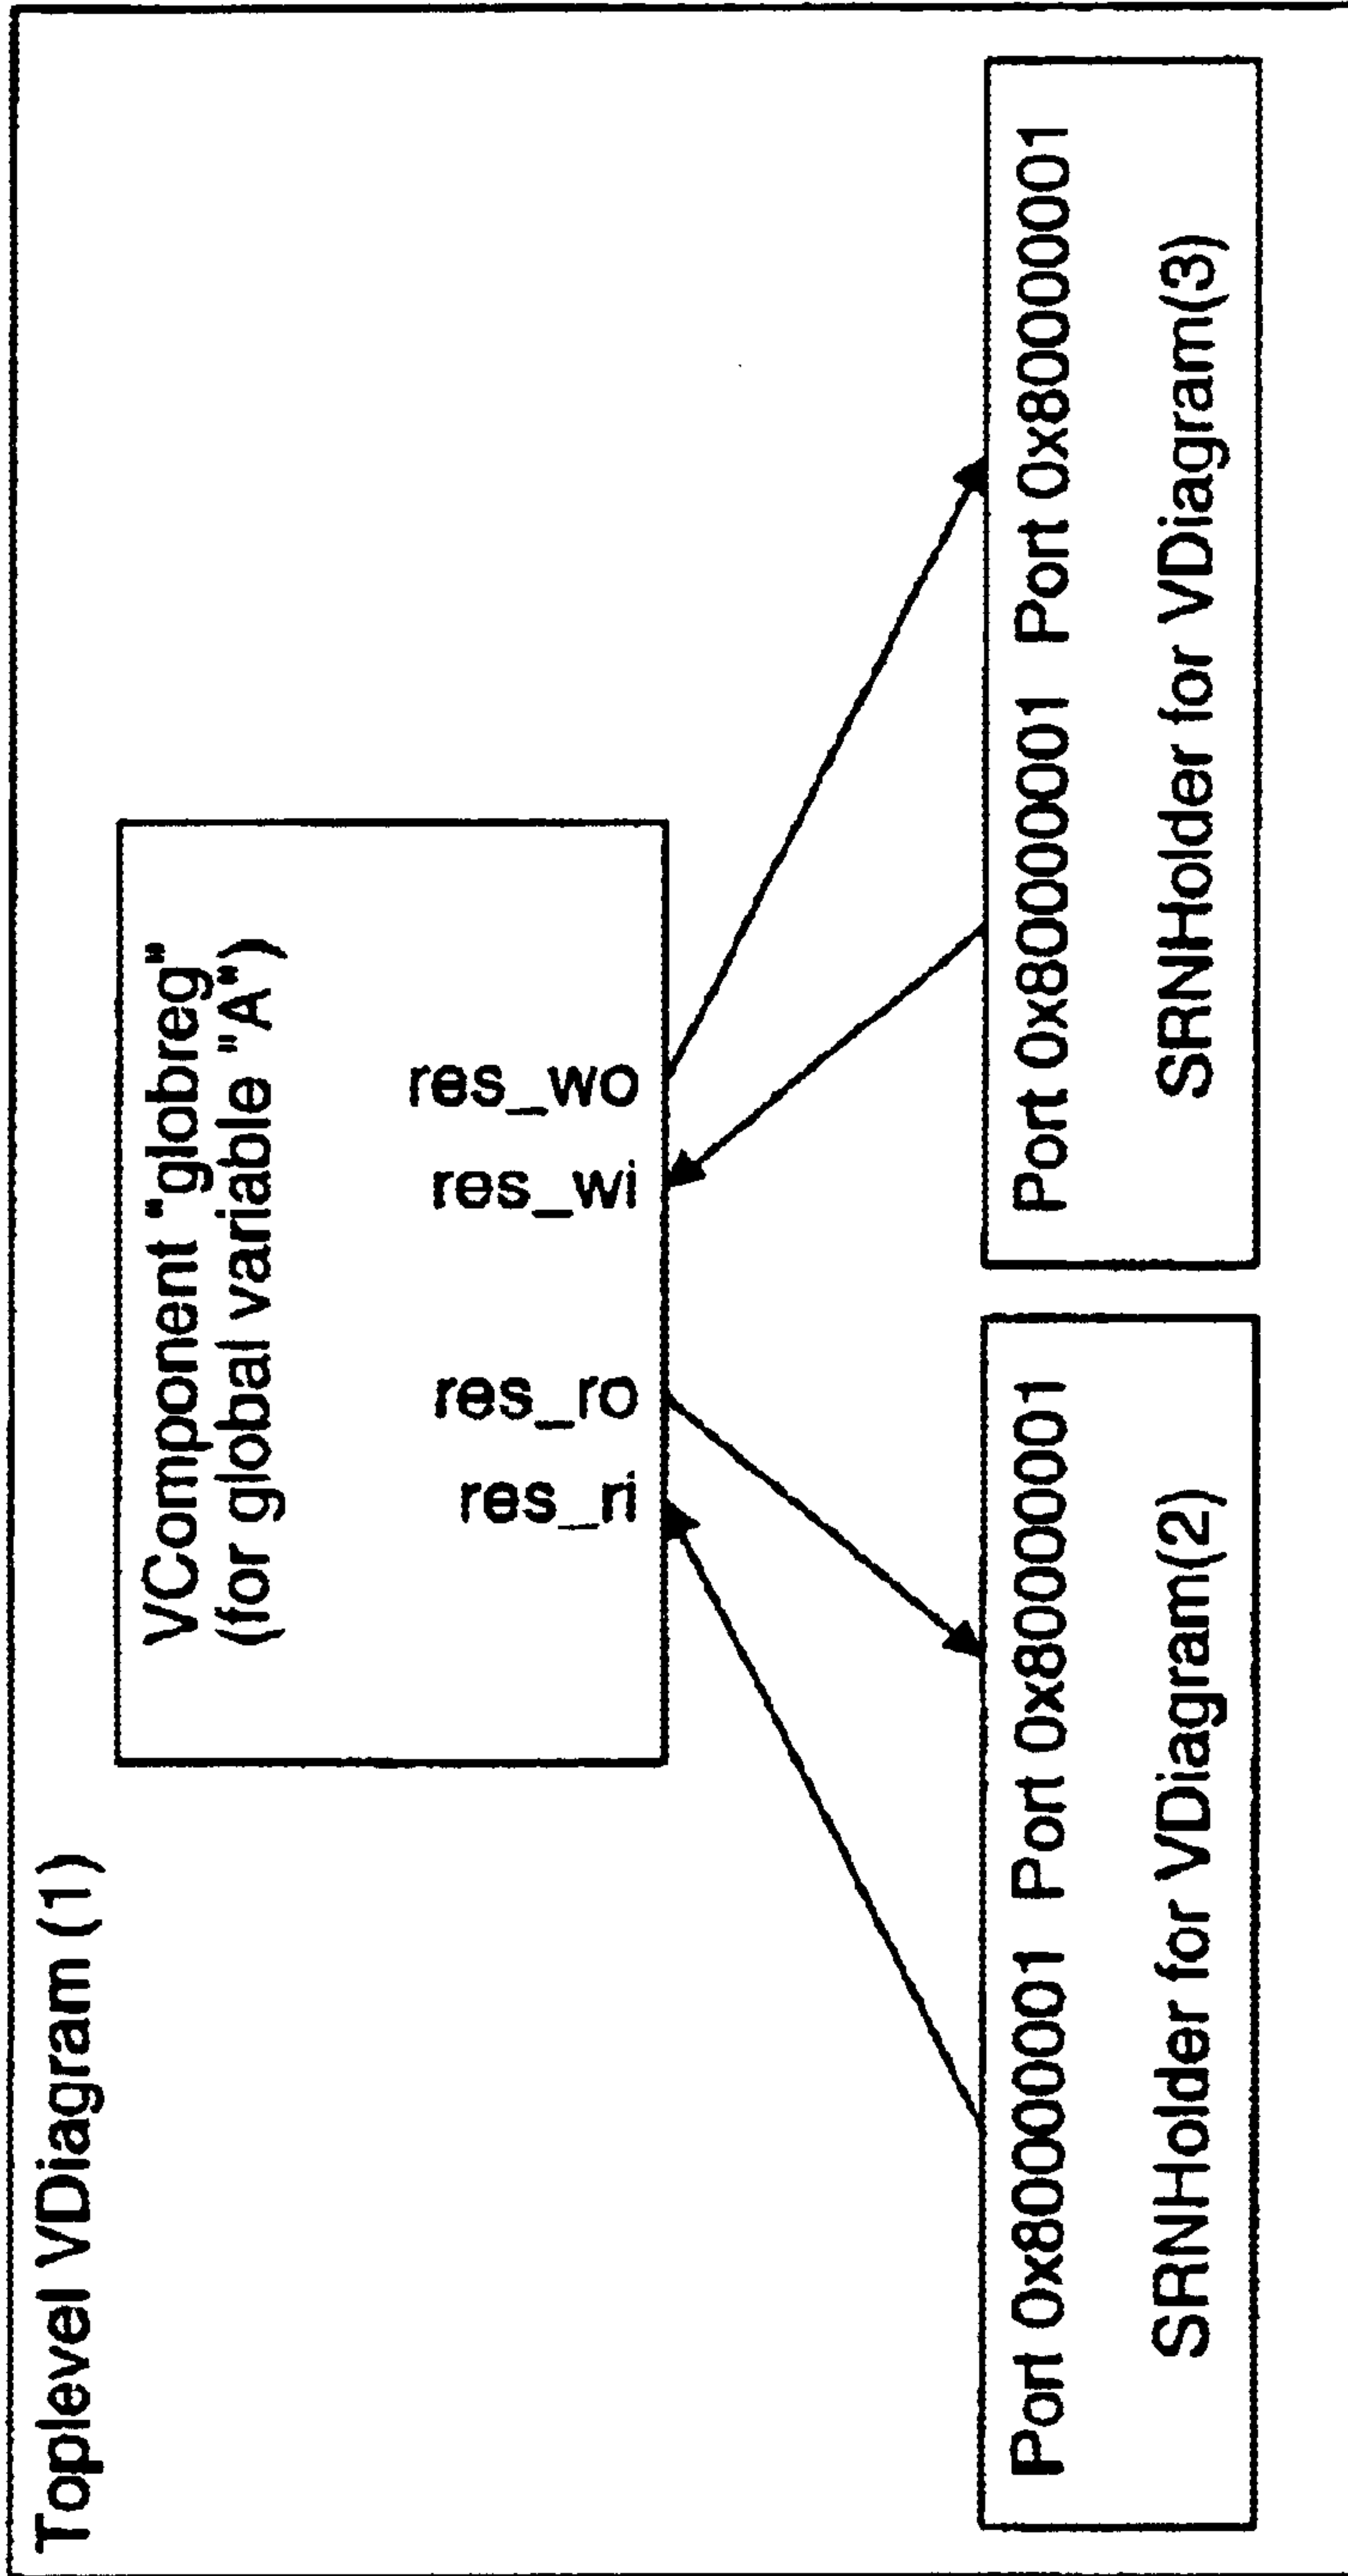 Toplevel VDiagram (1)
VComponent "globreg"
(for global variable "A")
res_ri
res_ro
res_wi
res_wo
Port 0x80000001 Port 0x80000001
SRNHolder for VDiagram(2)
Port 0x80000001 Port 0x80000001
SRNHolder for VDiagram(3)